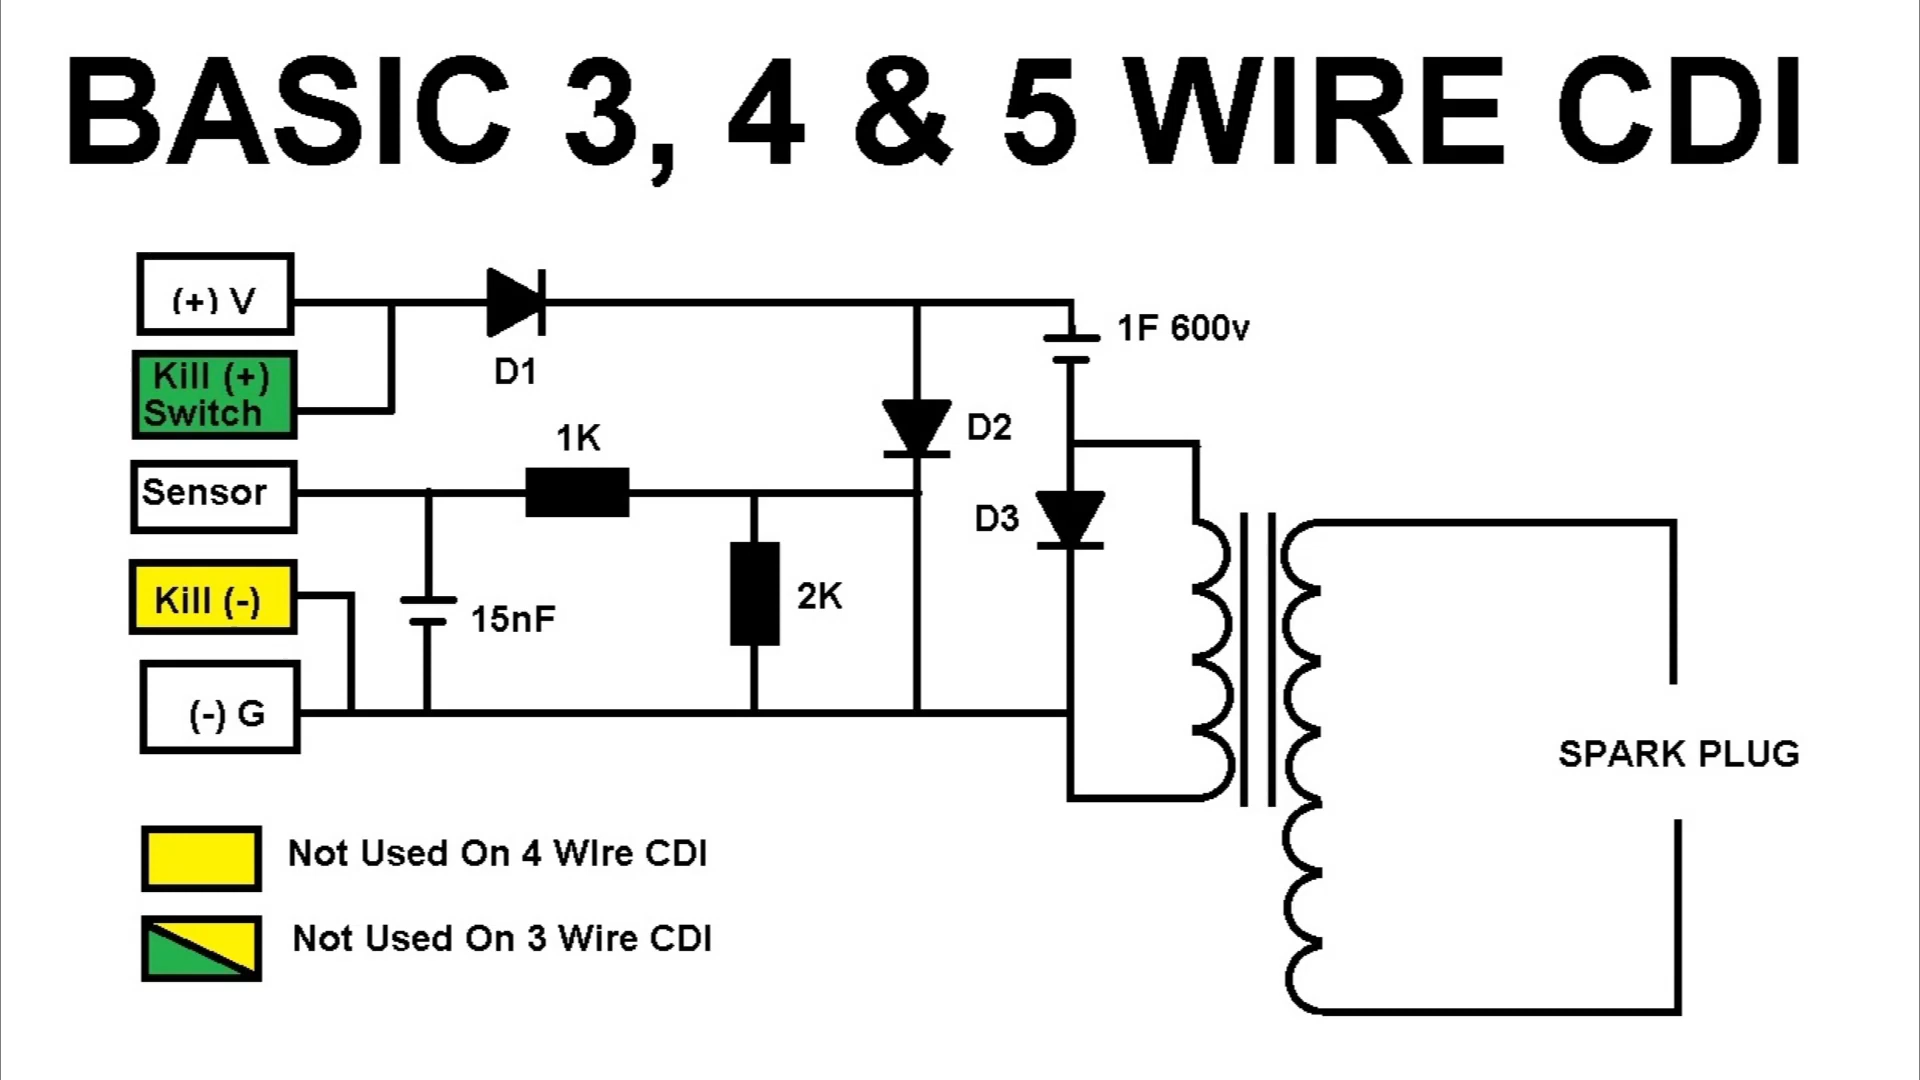 BASIC 3, 4 & 5 WIRE CDI
(+) V
Kill (+)
Switch
Sensor
Kill (-)
(-) G
D1
1K
15nF
2K
D2
1F 600v
D3
SPARK PLUG
Not Used On 4 WIre CDI
Not Used On 3 Wire CDI